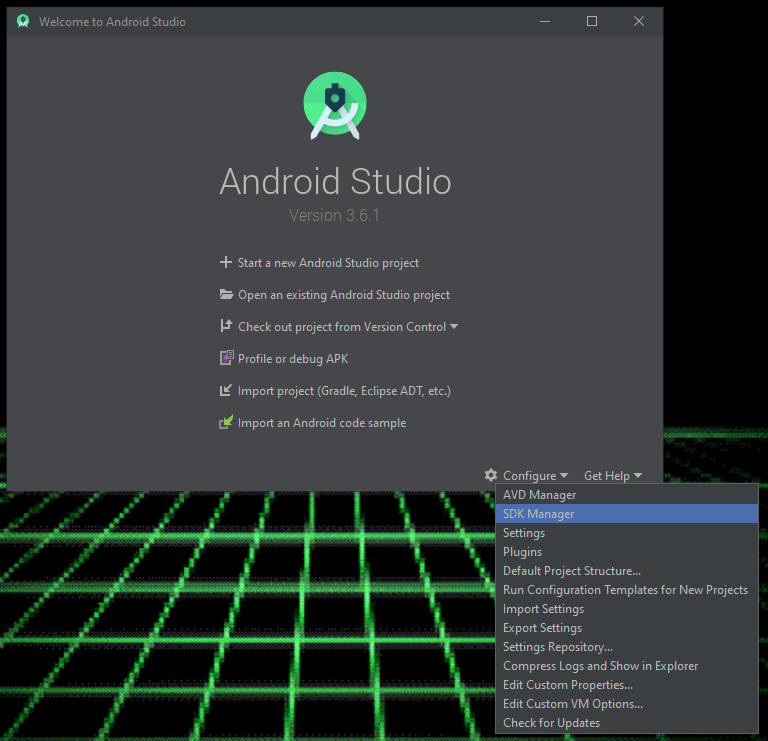 Welcome to Android Studio
Android Studio
Version 3.6.1
Start a new Android Studio project
Open an existing Android Studio project
Check out project from Version Control
Profile or debug APK
Import project (Gradle, Eclipse ADT, etc.)
Import an Android code sample
Configure Get Help
AVD Manager
SDK Manager
Settings
Plugins
Default Project Structure...
Run Configuration Templates for New Projects
Import Settings
Export Settings
Settings Repository...
Compress Logs and Show in Explorer
Edit Custom Properties...
Edit Custom VM Options...
Check for Updates